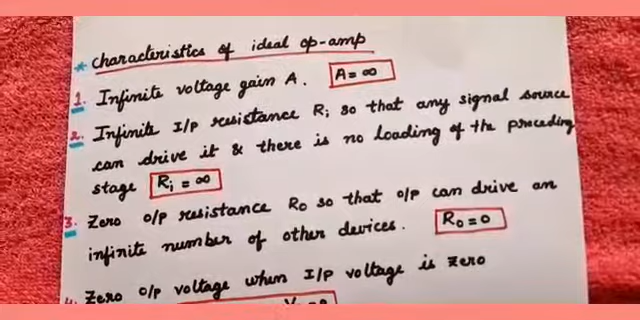 * characteristics of ideal op-amp
1. Infinite voltage gain A. A = ∞
2. Infinite I/P resistance Ri so that any signal source
can drive it & there is no loading of the preceding
stage Ri = ∞
3. Zero o/p resistance Ro so that o/p can drive an
infinite number of other devices. Ro = 0
4. Zero o/p voltage when I/P voltage is zero